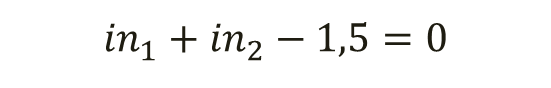 in₁ + in₂ − 1,5 = 0